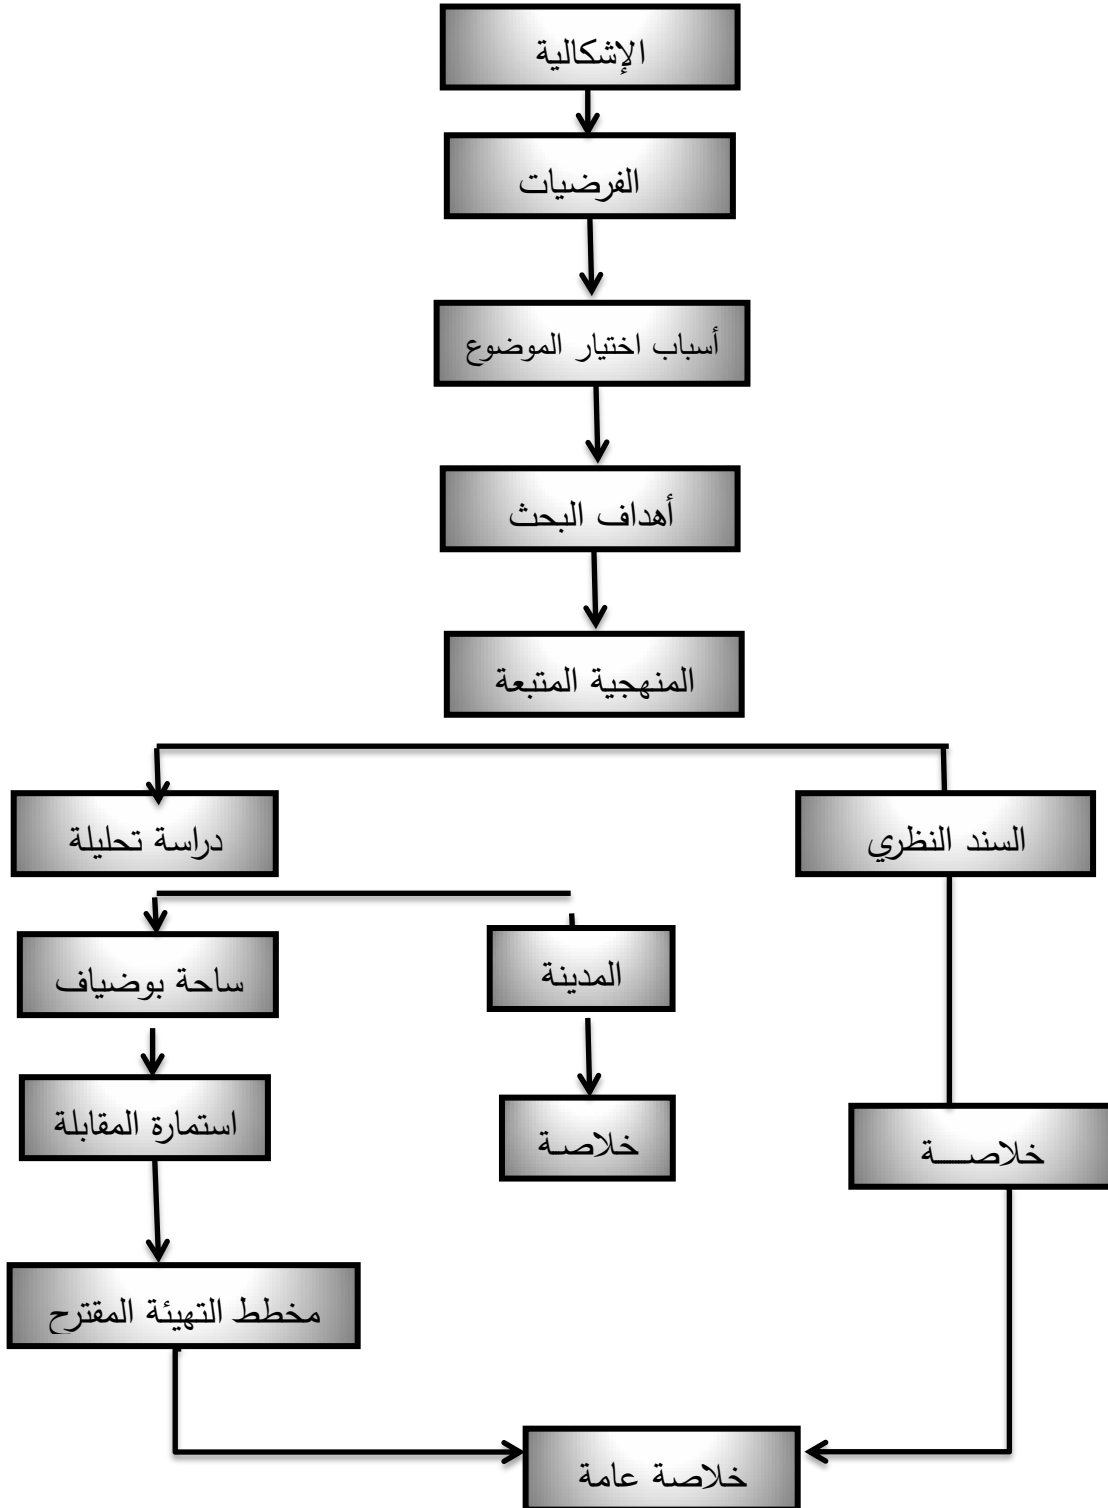 الإشكالية
الفرضيات
أسباب اختيار الموضوع
أهداف البحث
المنهجية المتبعة
السند النظري
دراسة تحليلة
المدينة
ساحة بوضياف
خلاصـــة
خلاصة
استمارة المقابلة
مخطط التهيئة المقترح
خلاصة عامة